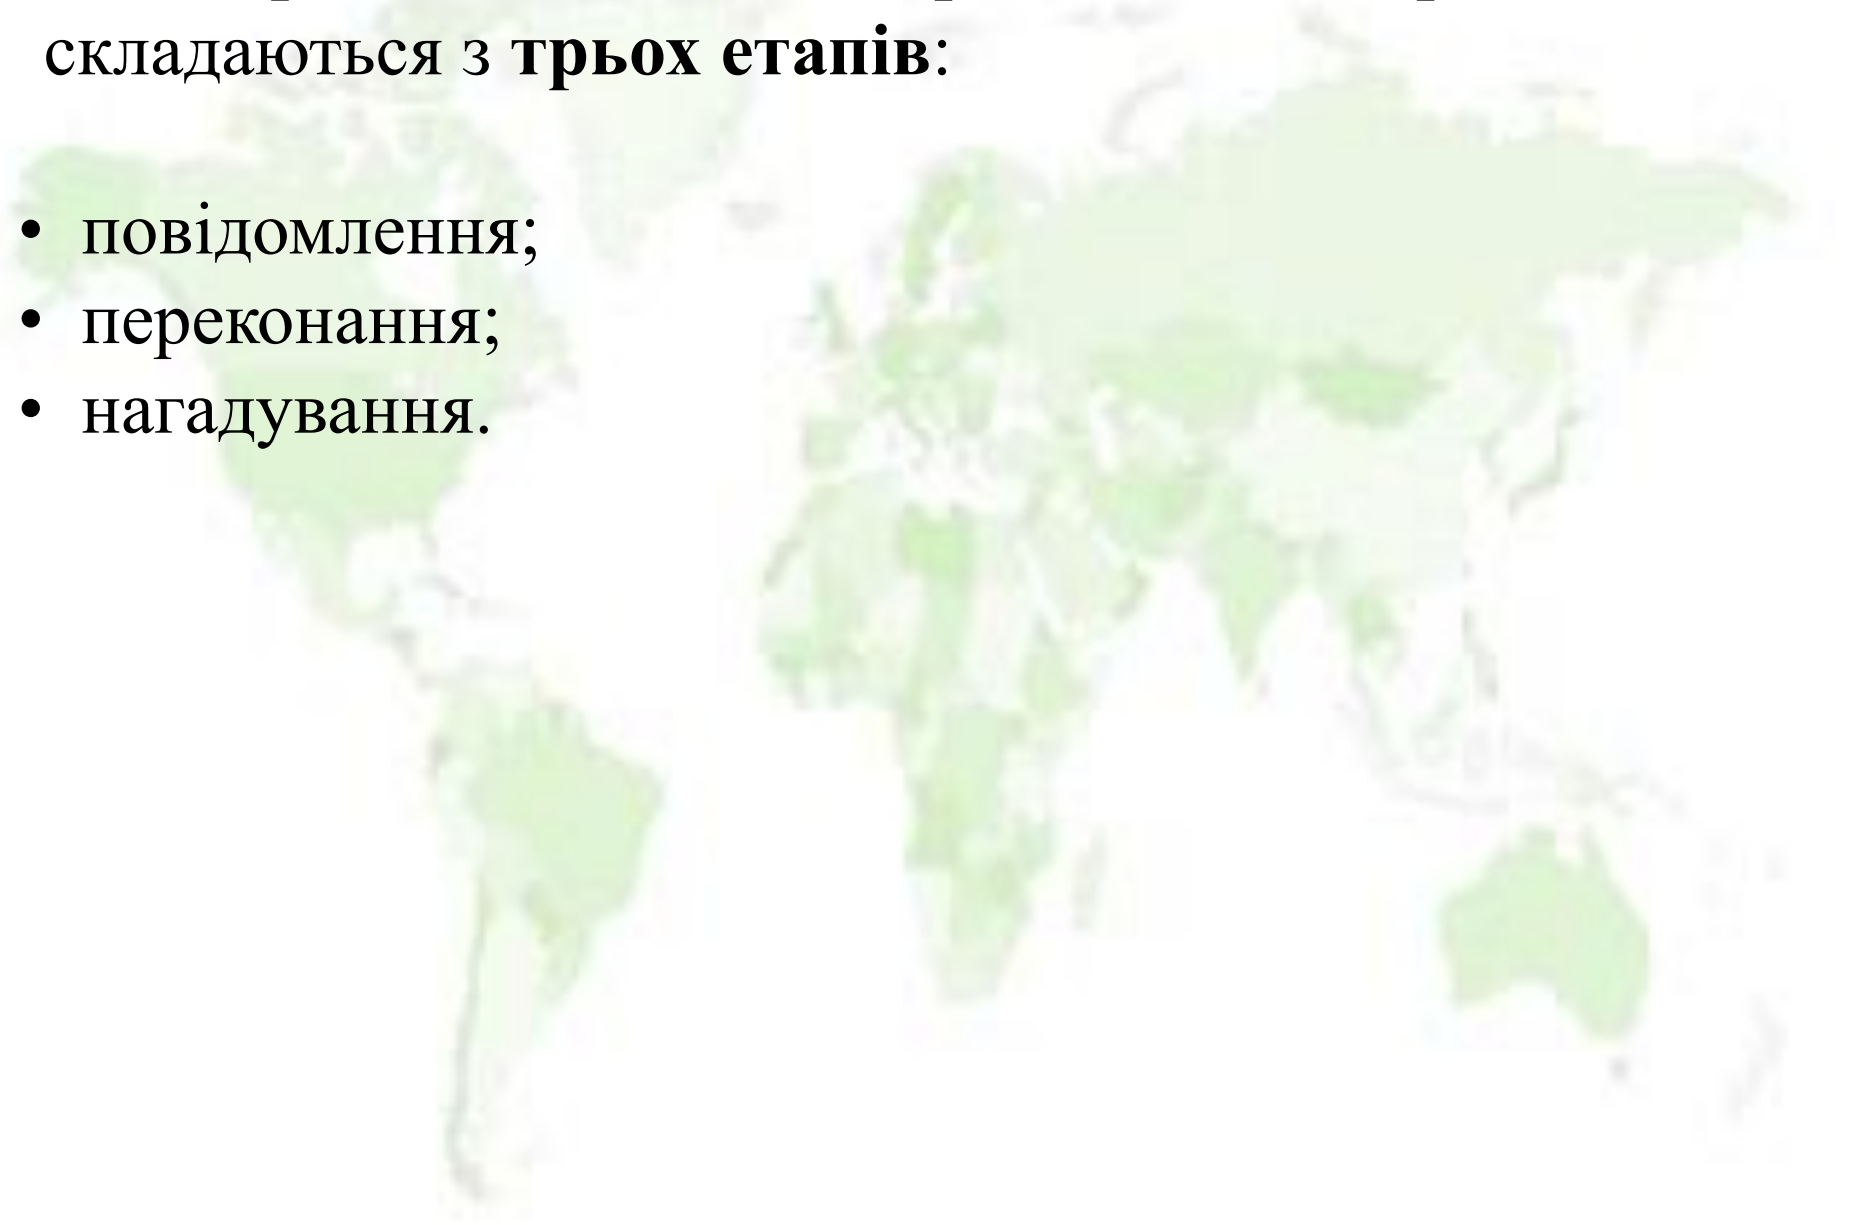 складаються з трьох етапів:
• повідомлення;
• переконання;
• нагадування.